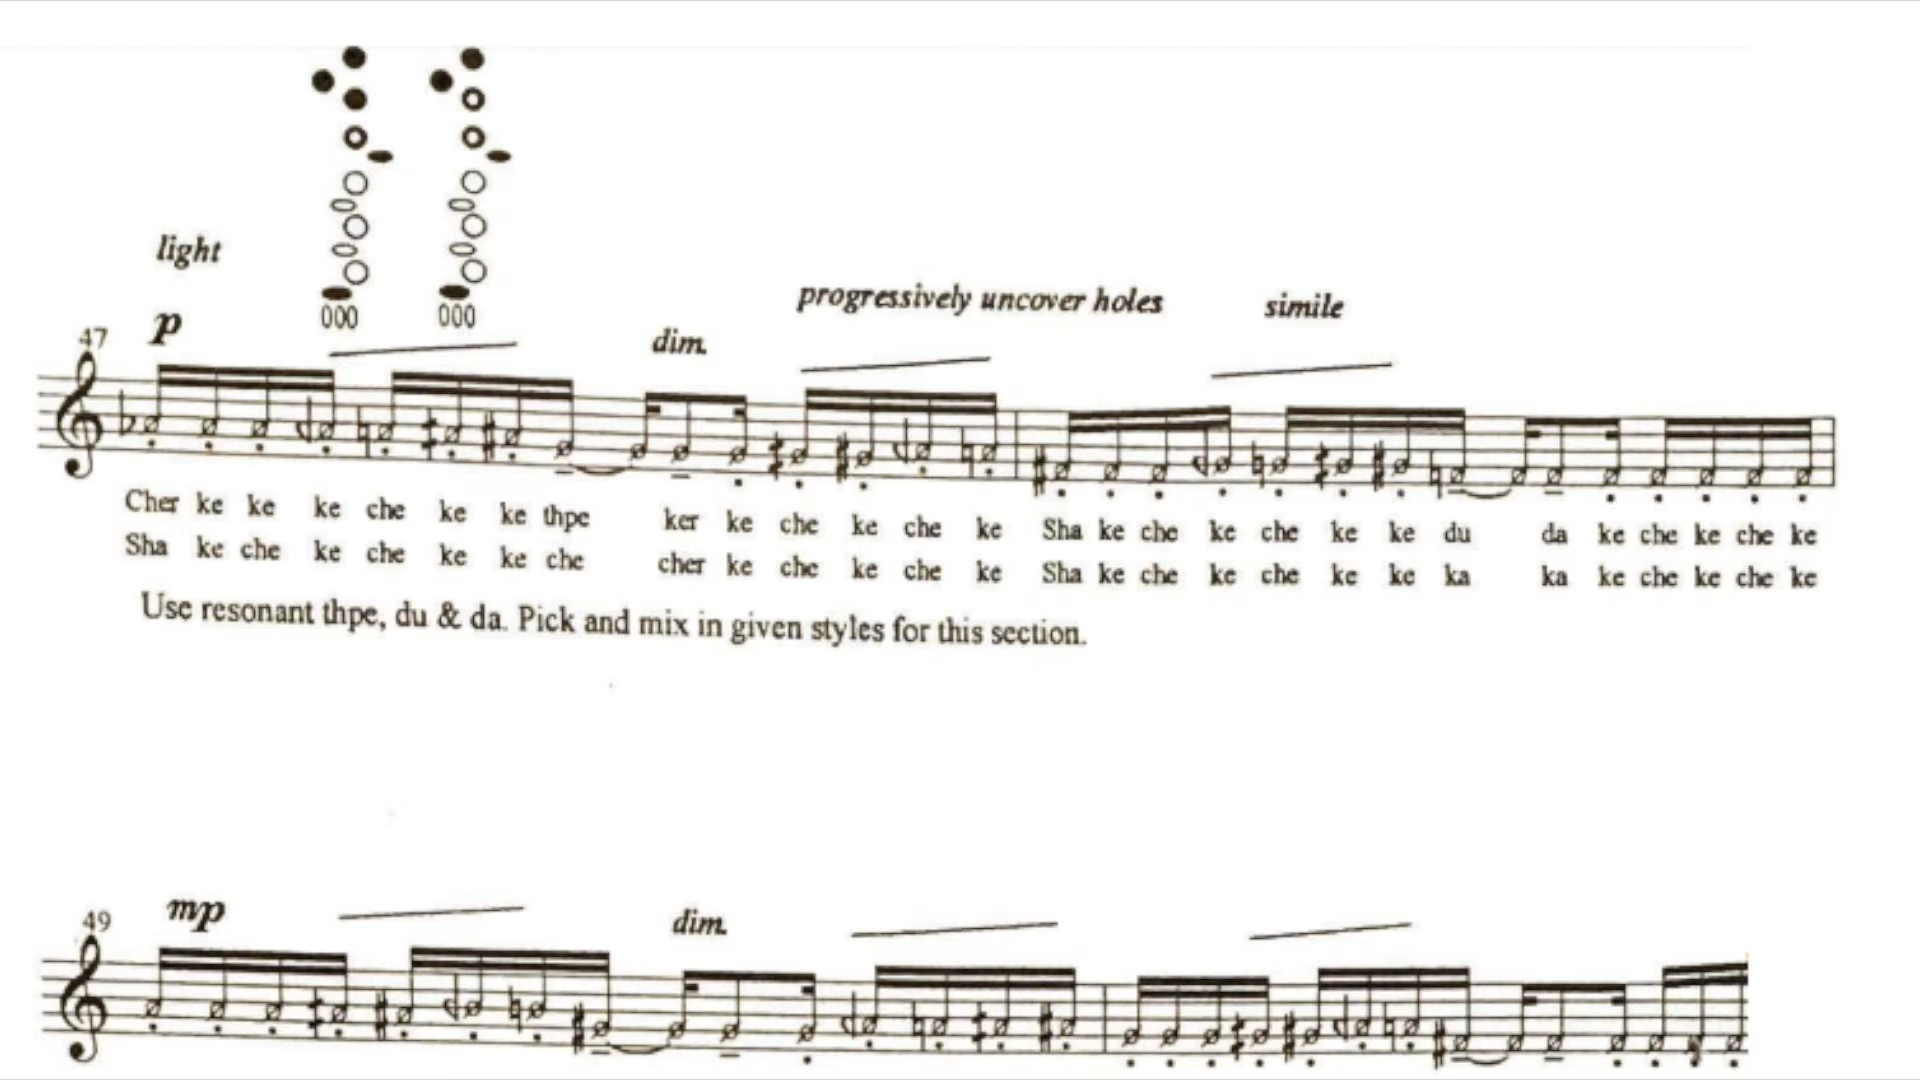 light
000 000
p
progressively uncover holes simile
dim.
47
Cher ke ke ke che ke ke thpe ker ke che ke che ke Sha ke che ke che ke ke du da ke che ke che ke
Sha ke che ke che ke ke che cher ke che ke che ke Sha ke che ke che ke ke ka ka ke che ke che ke
Use resonant thpe, du & da. Pick and mix in given styles for this section.
mp
dim.
49